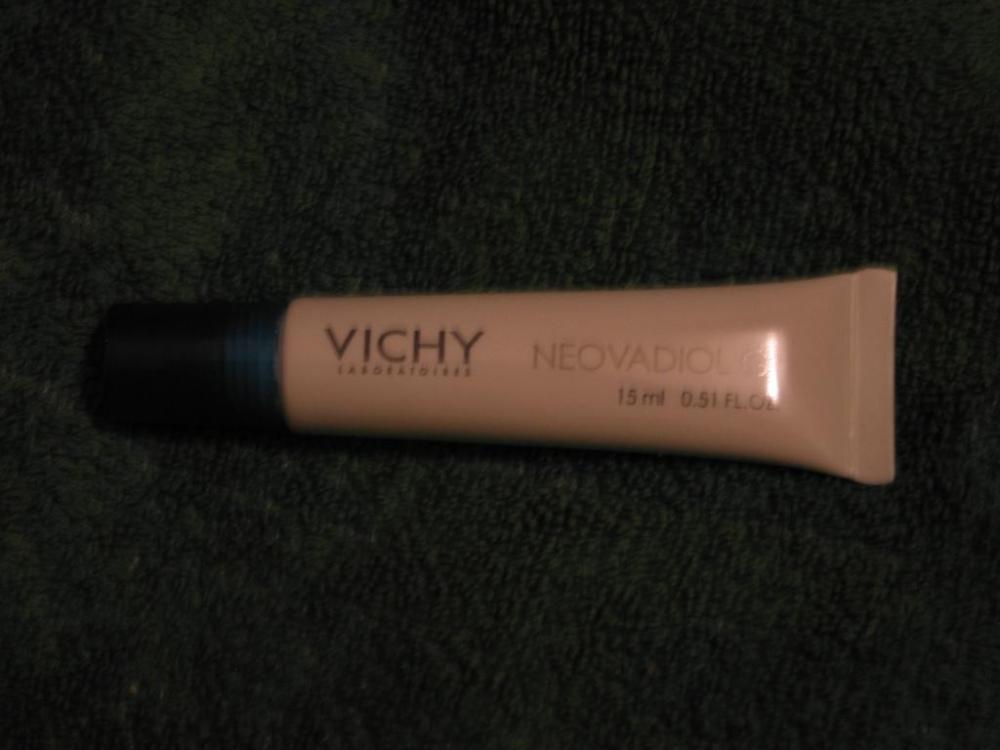 VICHY
LABORATOIRES
NEOVADIOL
15 ml 0.51 FL.OZ